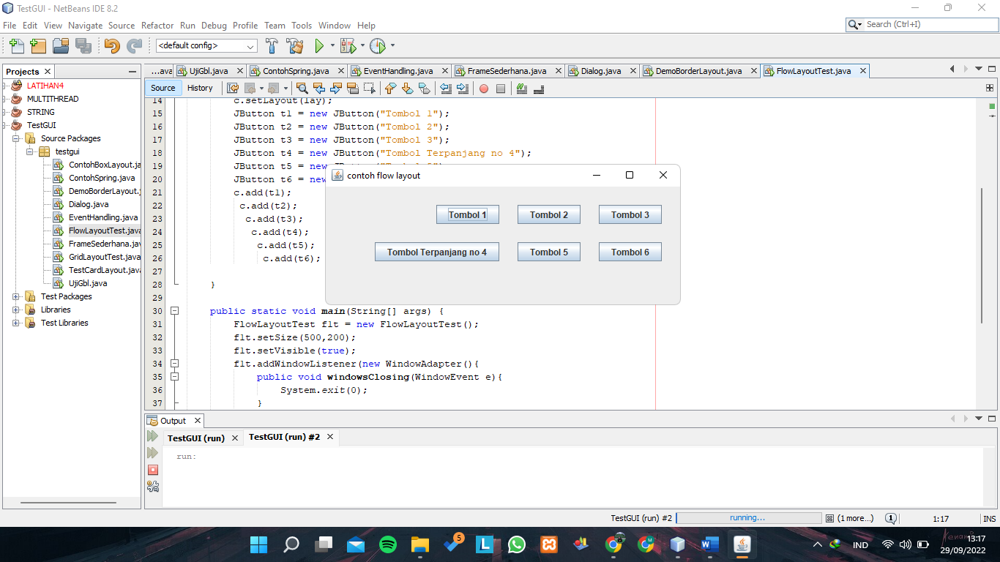 TestGUI - NetBeans IDE 8.2
File Edit View Navigate Source Refactor Run Debug Profile Team Tools Window Help
Search (Ctrl+I)
<default config>
Projects
...ava UjiGbl.java ContohSpring.java EventHandling.java FrameSederhana.java Dialog.java DemoBorderLayout.java FlowLayoutTest.java
Source History
LATIHAN4
MULTITHREAD
STRING
TestGUI
Source Packages
testgui
ContohBoxLayout.ja
ContohSpring.java
DemoBorderLayout.j
Dialog.java
EventHandling.java
FlowLayoutTest.java
FrameSederhana.jav
GridLayoutTest.java
TestCardLayout.java
UjiGbl.java
Test Packages
Libraries
Test Libraries
14 c.setLayout(lay);
15 JButton t1 = new JButton("Tombol 1");
16 JButton t2 = new JButton("Tombol 2");
17 JButton t3 = new JButton("Tombol 3");
18 JButton t4 = new JButton("Tombol Terpanjang no 4");
19 JButton t5 = new
20 JButton t6 = new
21 c.add(t1);
22 c.add(t2);
23 c.add(t3);
24 c.add(t4);
25 c.add(t5);
26 c.add(t6);
27
28 }
29
30 public static void main(String[] args) {
31 FlowLayoutTest flt = new FlowLayoutTest();
32 flt.setSize(500,200);
33 flt.setVisible(true);
34 flt.addWindowListener(new WindowAdapter(){
35 public void windowsClosing(WindowEvent e){
36 System.exit(0);
37 }
contoh flow layout
Tombol 1 Tombol 2 Tombol 3
Tombol Terpanjang no 4 Tombol 5 Tombol 6
Output
TestGUI (run) TestGUI (run) #2
run:
TestGUI (run) #2 running... (1 more...) 1 1:17 INS
5
IND
13:17
29/09/2022